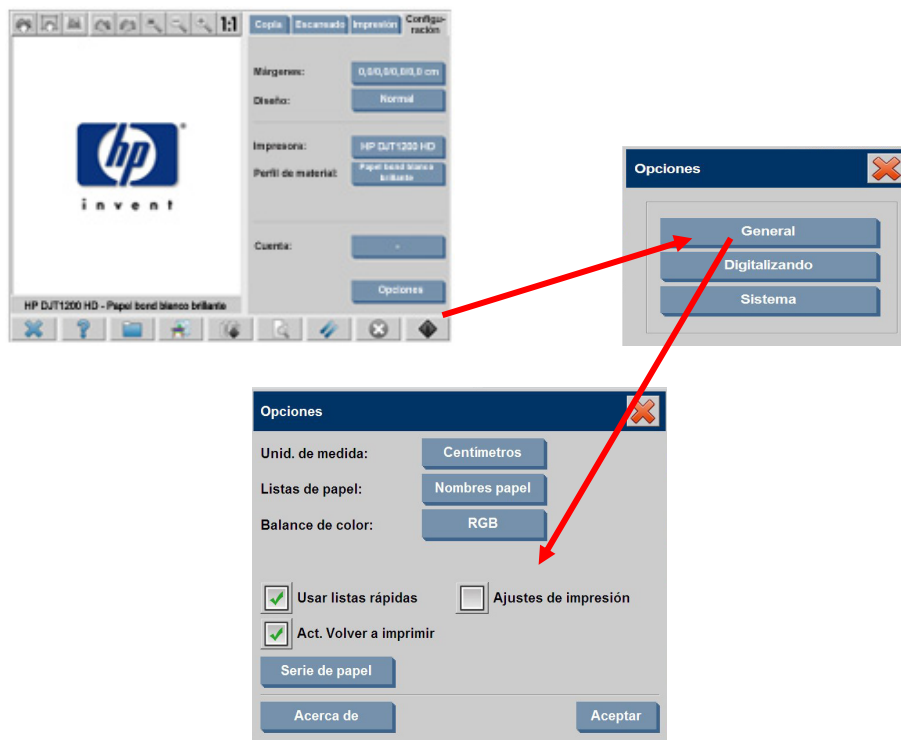 1:1
Copia
Escaneado
Impresión
Configu-
ración
Márgenes:
0,0/0,0/0,0/0,0 cm
Diseño:
Normal
Impresora:
HP DJT1200 HD
Perfil de material:
Papel bond blanco
brillante
Cuenta:
-
Opciones
hp
invent
HP DJT1200 HD - Papel bond blanco brillante
Opciones
General
Digitalizando
Sistema
Opciones
Unid. de medida:
Centímetros
Listas de papel:
Nombres papel
Balance de color:
RGB
Usar listas rápidas
Ajustes de impresión
Act. Volver a imprimir
Serie de papel
Acerca de
Aceptar